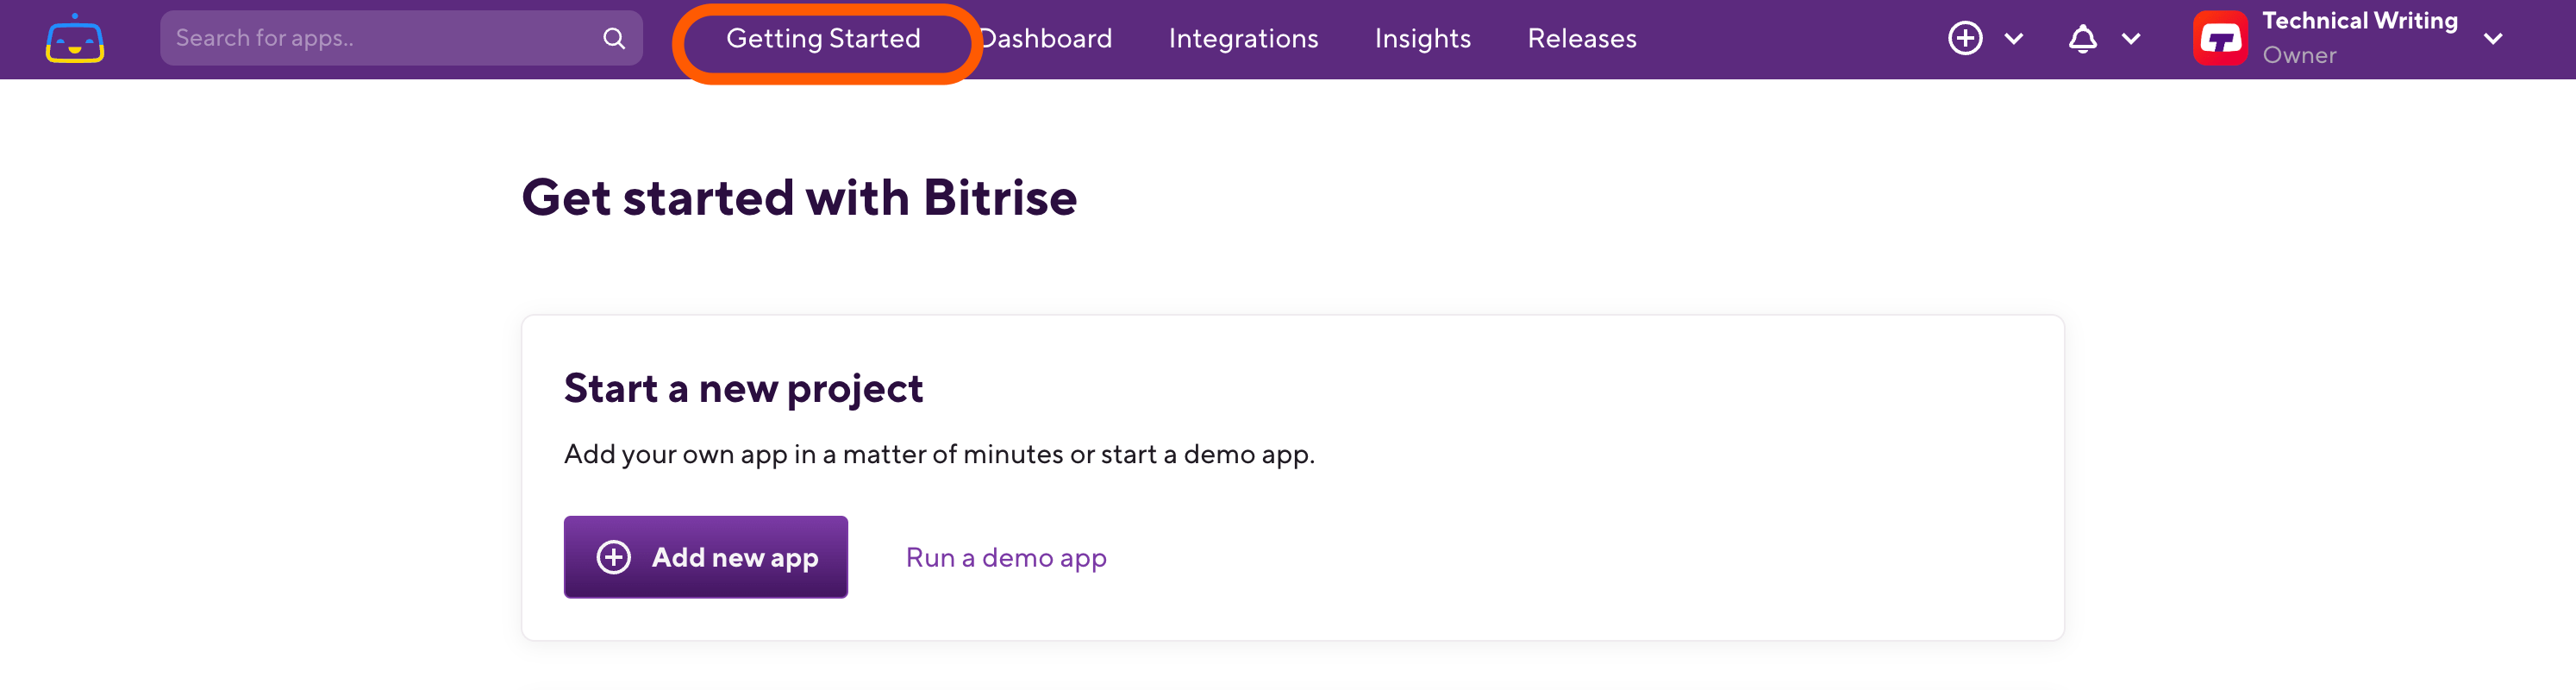 Search for apps..
Getting Started
Dashboard
Integrations
Insights
Releases
Technical Writing
Owner
Get started with Bitrise
Start a new project
Add your own app in a matter of minutes or start a demo app.
Add new app
Run a demo app